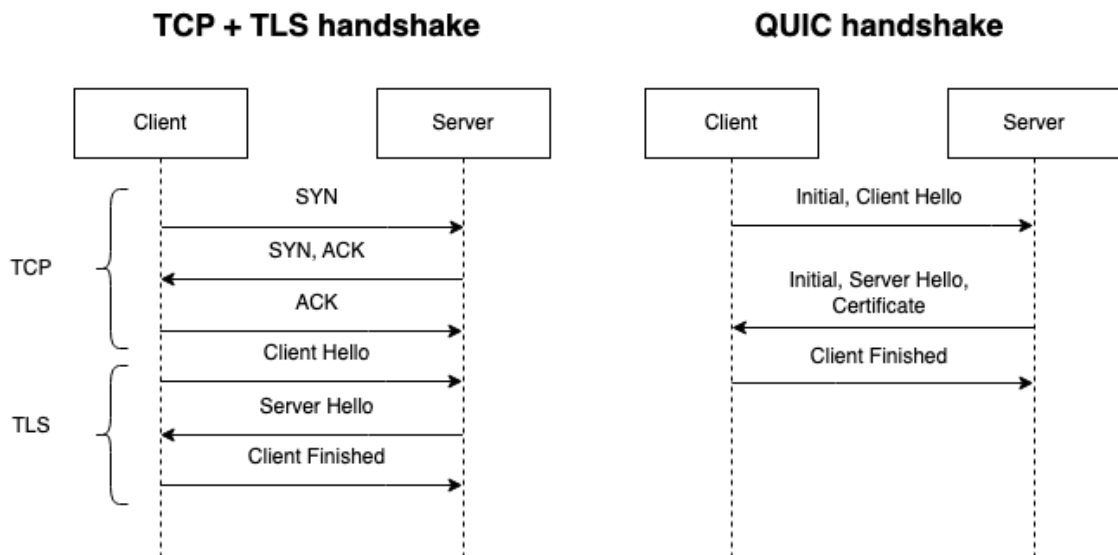 TCP + TLS handshake
Client
Server
TCP
SYN
SYN, ACK
ACK
TLS
Client Hello
Server Hello
Client Finished
QUIC handshake
Client
Server
Initial, Client Hello
Initial, Server Hello,
Certificate
Client Finished